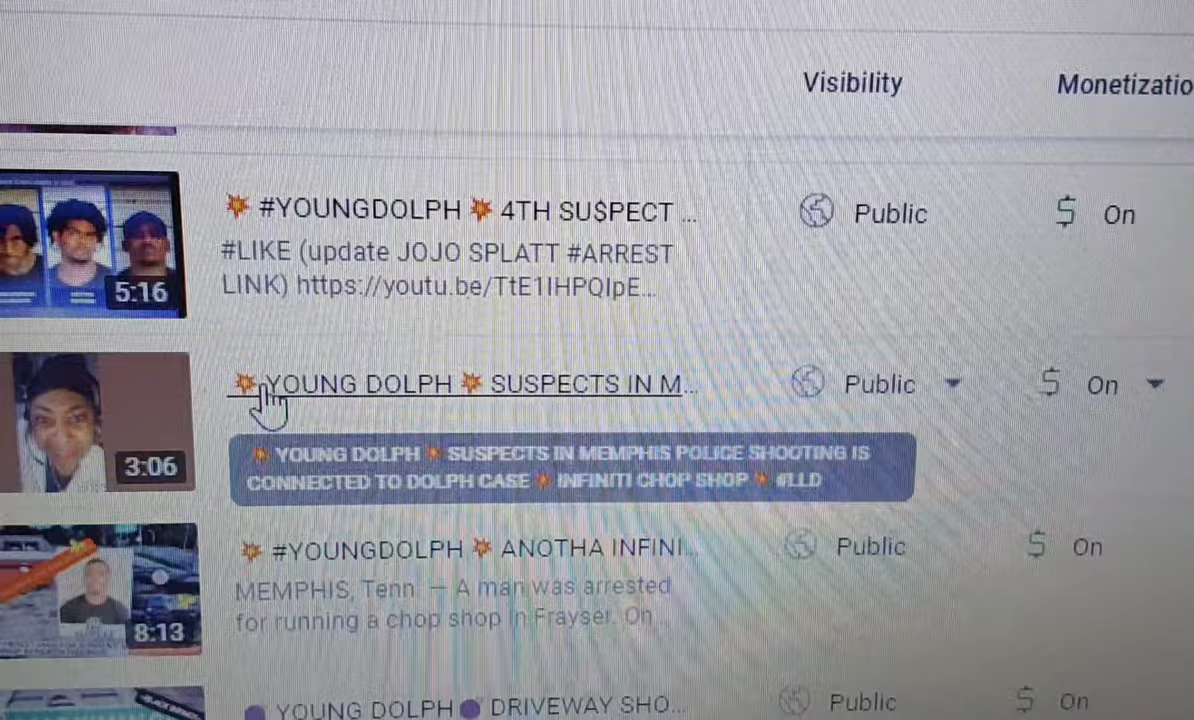 Visibility
Monetizatio
💥 #YOUNGDOLPH 💥 4TH SU$PECT ...
Public
On
#LIKE (update JOJO SPLATT #ARREST
LINK) https://youtu.be/TtE1IHPQIpE...
5:16
💥 YOUNG DOLPH 💥 SUSPECTS IN M...
Public
On
3:06
💥 YOUNG DOLPH 💥 SUSPECTS IN MEMPHIS POLICE SHOOTING IS
CONNECTED TO DOLPH CASE 💥 INFINITI CHOP SHOP 💥 #LLD
💥 #YOUNGDOLPH 💥 ANOTHA INFINI...
Public
On
MEMPHIS, Tenn. — A man was arrested
for running a chop shop in Frayser. On...
8:13
YOUNG DOLPH DRIVEWAY SHO...
Public
On